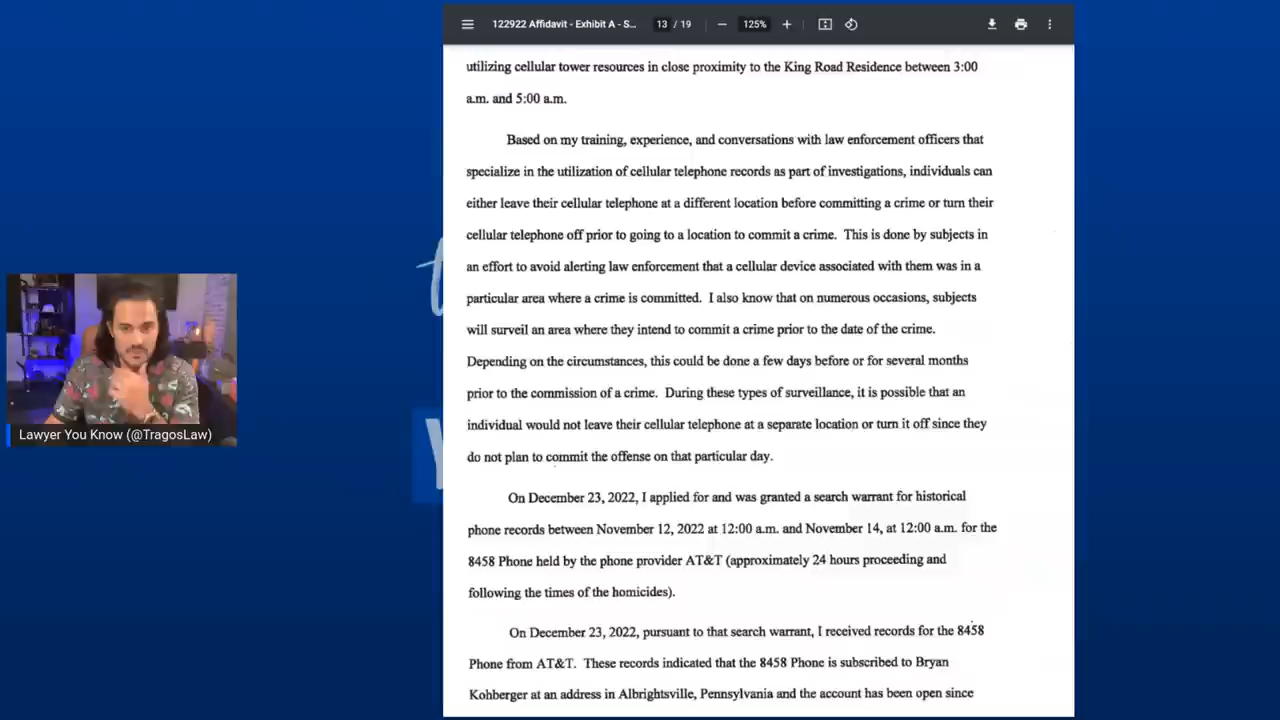 122922 Affidavit - Exhibit A - S...
13 / 19
125%
utilizing cellular tower resources in close proximity to the King Road Residence between 3:00
a.m. and 5:00 a.m.
Based on my training, experience, and conversations with law enforcement officers that
specialize in the utilization of cellular telephone records as part of investigations, individuals can
either leave their cellular telephone at a different location before committing a crime or turn their
cellular telephone off prior to going to a location to commit a crime. This is done by subjects in
an effort to avoid alerting law enforcement that a cellular device associated with them was in a
particular area where a crime is committed. I also know that on numerous occasions, subjects
will surveil an area where they intend to commit a crime prior to the date of the crime.
Depending on the circumstances, this could be done a few days before or for several months
prior to the commission of a crime. During these types of surveillance, it is possible that an
individual would not leave their cellular telephone at a separate location or turn it off since they
do not plan to commit the offense on that particular day.
On December 23, 2022, I applied for and was granted a search warrant for historical
phone records between November 12, 2022 at 12:00 a.m. and November 14, at 12:00 a.m. for the
8458 Phone held by the phone provider AT&T (approximately 24 hours proceeding and
following the times of the homicides).
On December 23, 2022, pursuant to that search warrant, I received records for the 8458
Phone from AT&T. These records indicated that the 8458 Phone is subscribed to Bryan
Kohberger at an address in Albrightsville, Pennsylvania and the account has been open since
Lawyer You Know (@TragosLaw)